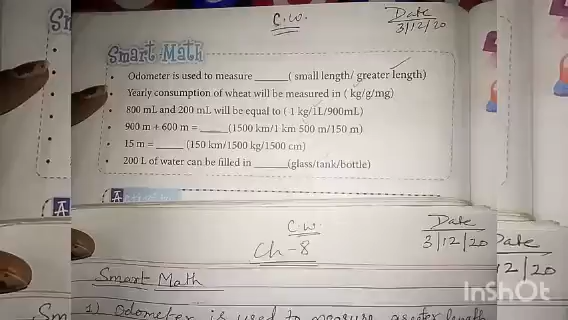 C.W.
Date
3/12/20
Smart Math
Odometer is used to measure ______( small length/ greater length)
Yearly consumption of wheat will be measured in ( kg/g/mg)
800 mL and 200 mL will be equal to ( 1 kg/1L/900mL)
900 m + 600 m = ______(1500 km/1 km 500 m/150 m)
15 m = ______ (150 km/1500 kg/1500 cm)
200 L of water can be filled in ______(glass/tank/bottle)
A
C.W.
Date
3/12/20
Ch-8
Smart Math
1) Odometer is used to measure greater length
Sm
A
Date
12/20
InShOt